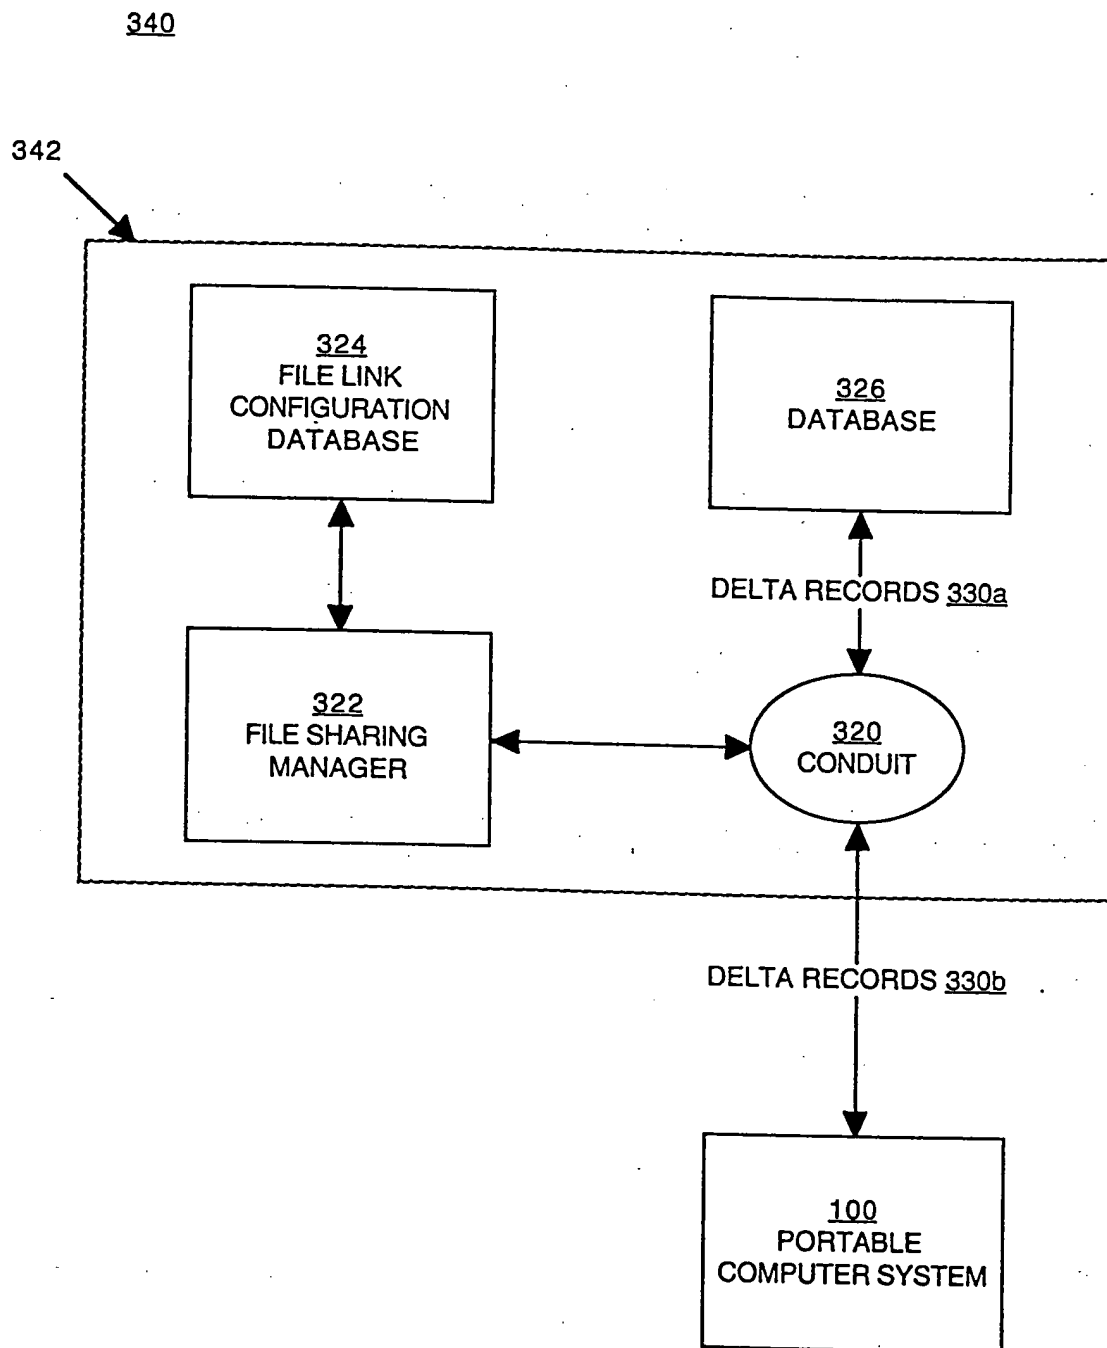 340
342
324
FILE LINK
CONFIGURATION
DATABASE
326
DATABASE
DELTA RECORDS 330a
322
FILE SHARING
MANAGER
320
CONDUIT
DELTA RECORDS 330b
100
PORTABLE
COMPUTER SYSTEM